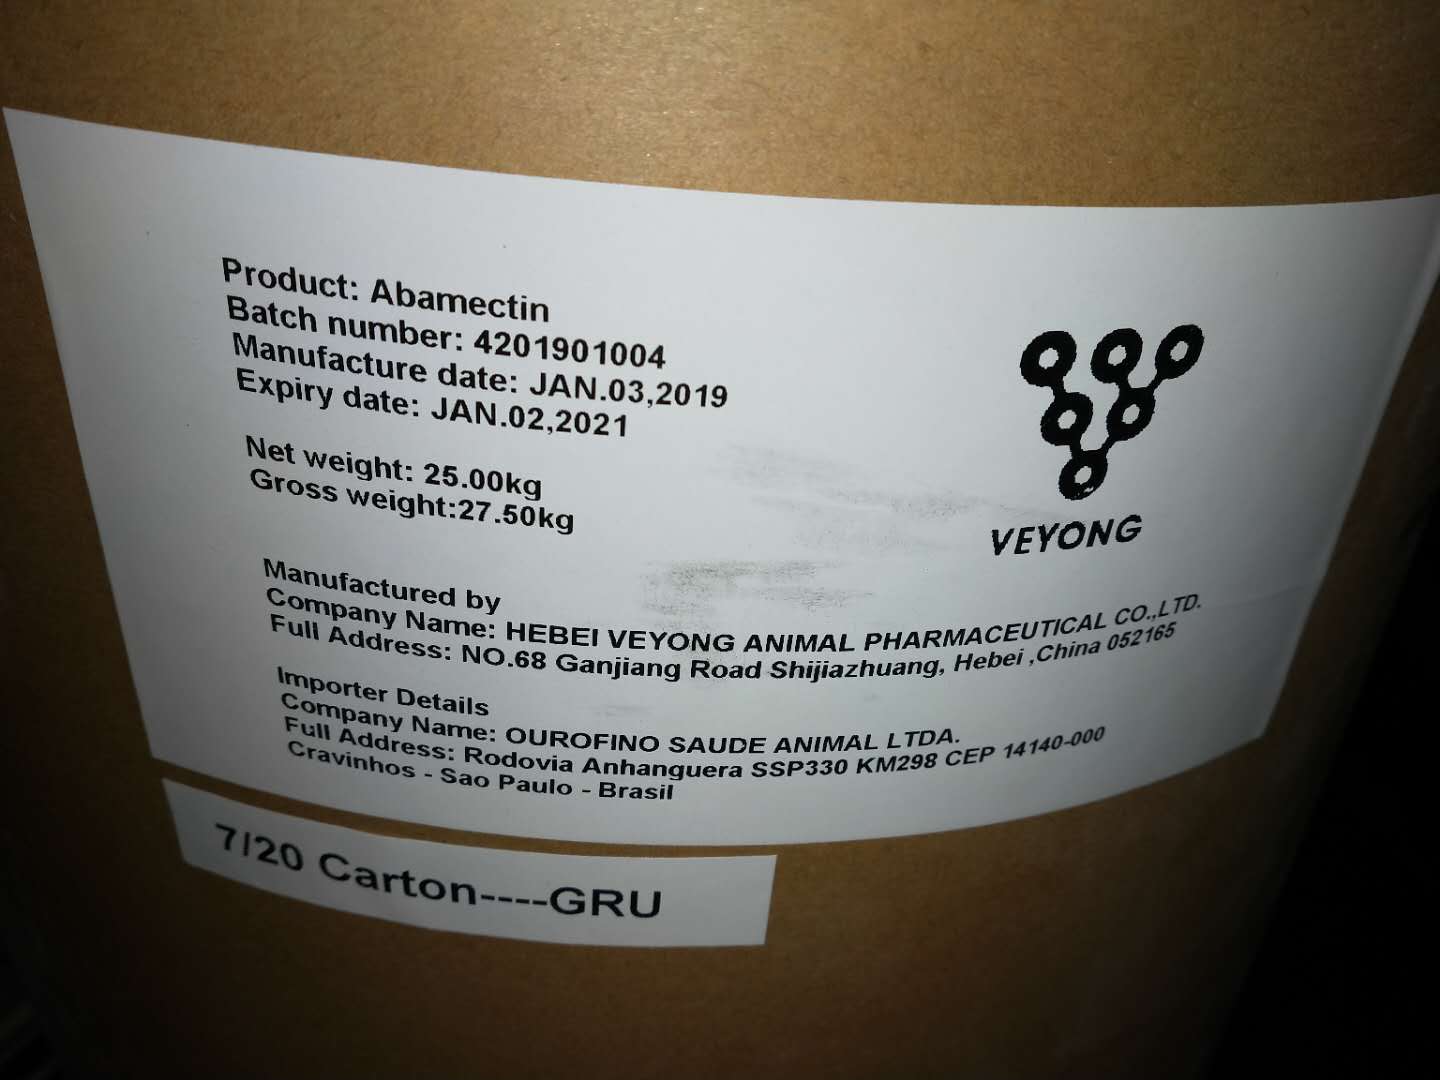 Product: Abamectin
Batch number: 4201901004
Manufacture date: JAN.03,2019
Expiry date: JAN.02,2021
Net weight: 25.00kg
Gross weight:27.50kg
VEYONG
Manufactured by
Company Name: HEBEI VEYONG ANIMAL PHARMACEUTICAL CO.,LTD.
Full Address: NO.68 Ganjiang Road Shijiazhuang, Hebei ,China 052165
Importer Details
Company Name: OUROFINO SAUDE ANIMAL LTDA.
Full Address: Rodovia Anhanguera SSP330 KM298 CEP 14140-000
Cravinhos - Sao Paulo - Brasil
7/20 Carton----GRU